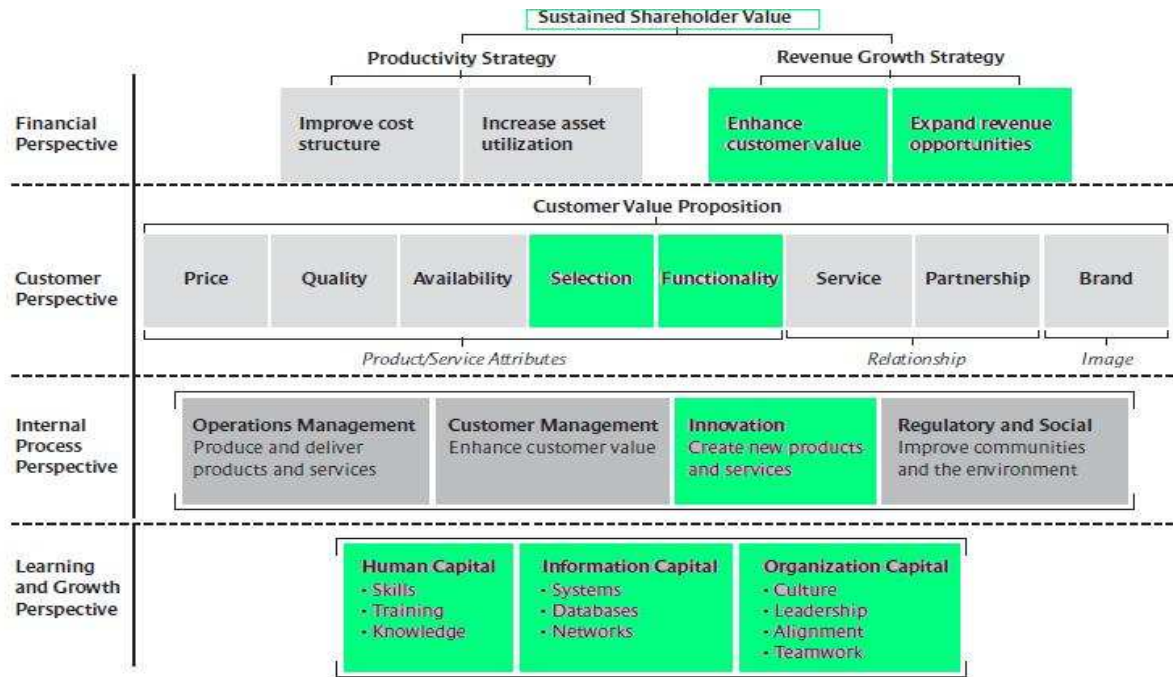 Sustained Shareholder Value
Productivity Strategy
Revenue Growth Strategy
Financial
Perspective
Improve cost
structure
Increase asset
utilization
Enhance
customer value
Expand revenue
opportunities
Customer Value Proposition
Customer
Perspective
Price
Quality
Availability
Selection
Functionality
Service
Partnership
Brand
Product/Service Attributes
Relationship
Image
Internal
Process
Perspective
Operations Management
Produce and deliver
products and services
Customer Management
Enhance customer value
Innovation
Create new products
and services
Regulatory and Social
Improve communities
and the environment
Learning
and Growth
Perspective
Human Capital
· Skills
· Training
· Knowledge
Information Capital
· Systems
· Databases
· Networks
Organization Capital
· Culture
· Leadership
· Alignment
· Teamwork